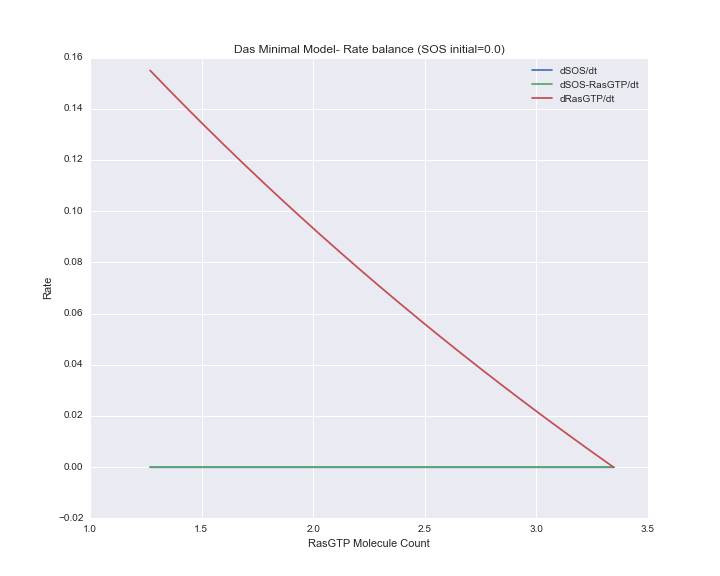 Das Minimal Model- Rate balance (SOS initial=0.0)
dSOS/dt
dSOS-RasGTP/dt
dRasGTP/dt
Rate
0.16
0.14
0.12
0.10
0.08
0.06
0.04
0.02
0.00
−0.02
1.0 1.5 2.0 2.5 3.0 3.5
RasGTP Molecule Count